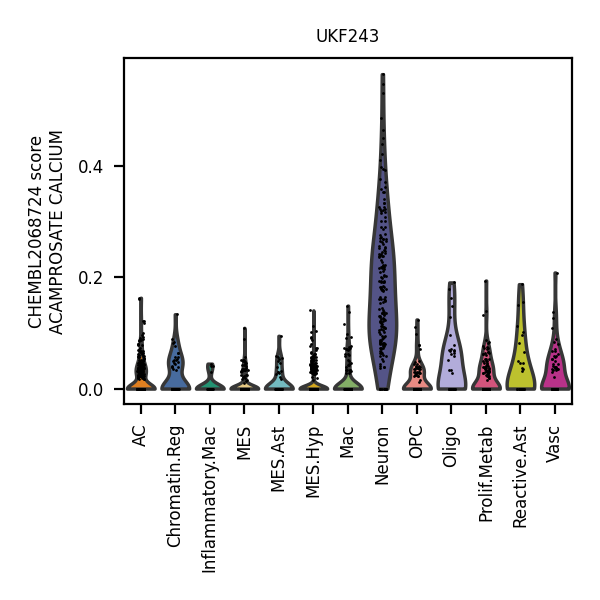 UKF243
CHEMBL2068724 score
ACAMPROSATE CALCIUM
0.4
0.2
0.0
AC
Chromatin.Reg
Inflammatory.Mac
MES
MES.Ast
MES.Hyp
Mac
Neuron
OPC
Oligo
Prolif.Metab
Reactive.Ast
Vasc